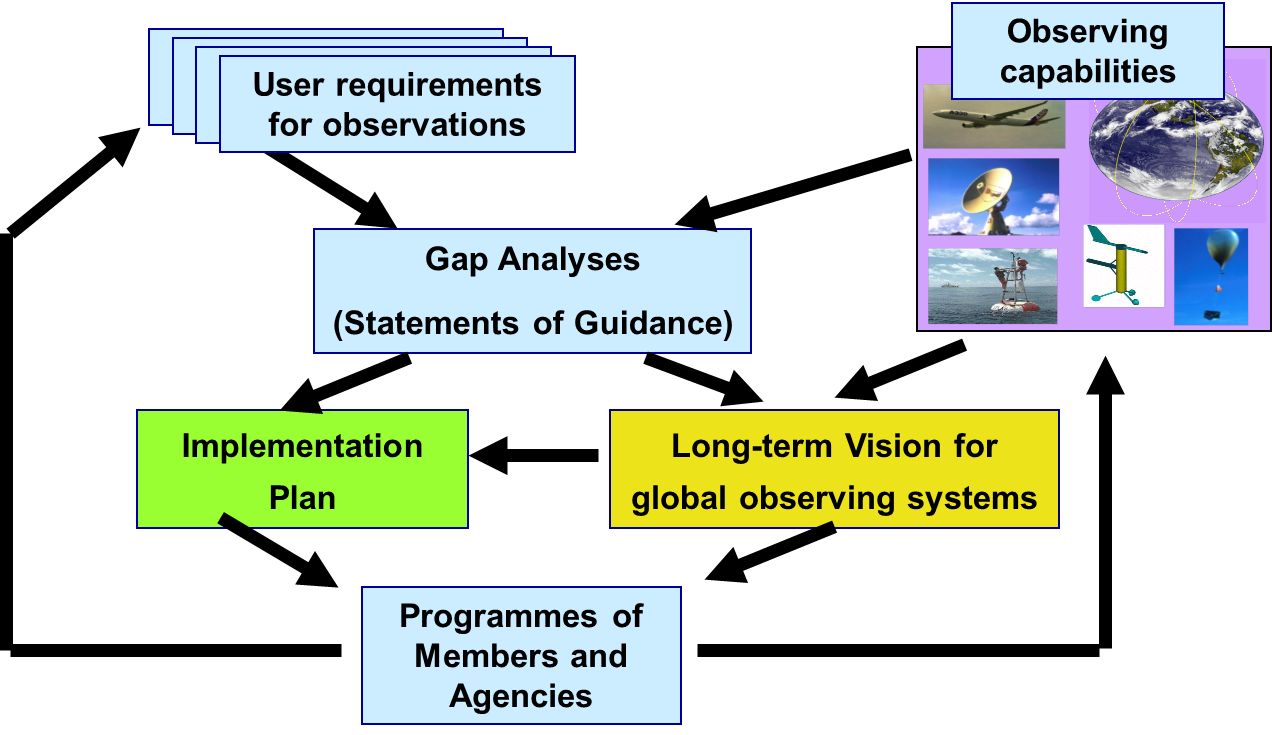 User requirements
for observations
Observing
capabilities
Gap Analyses
(Statements of Guidance)
Implementation
Plan
Long-term Vision for
global observing systems
Programmes of
Members and
Agencies